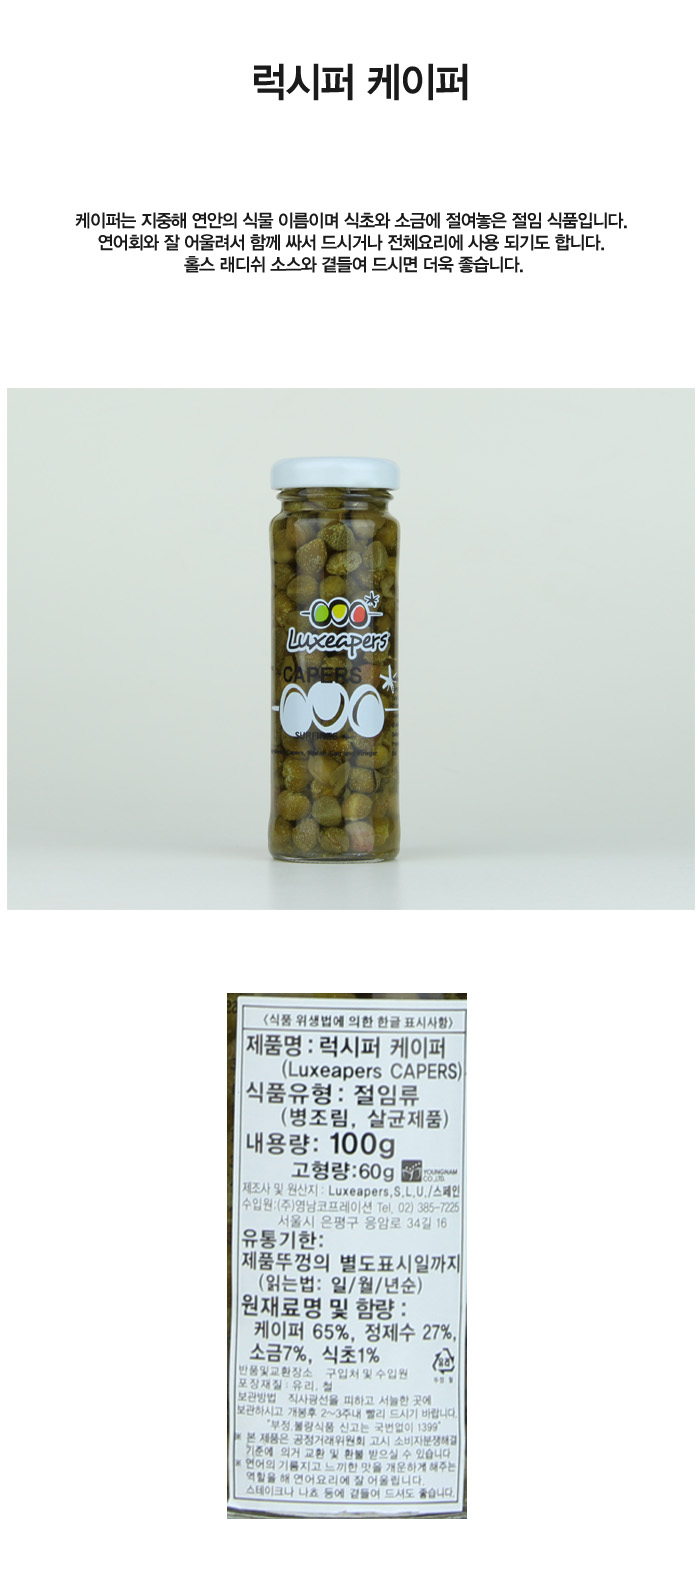 럭시퍼 케이퍼
케이퍼는 지중해 연안의 식물 이름이며 식초와 소금에 절여놓은 절임 식품입니다.
연어회와 잘 어울려서 함께 싸서 드시거나 전체요리에 사용 되기도 합니다.
홀스 래디쉬 소스와 곁들여 드시면 더욱 좋습니다.
Luxeapers
CAPERS
<식품 위생법에 의한 한글 표시사항>
제품명 : 럭시퍼 케이퍼
(Luxeapers CAPERS)
식품유형 : 절임류
(병조림, 살균제품)
내용량: 100g
고형량:60g YOUNGNAM
CO.,LTD.
제조사 및 원산지 : Luxeapers,S,L,U,/스페인
수입원:(주)영남코프레이션 Tel. 02) 385-7225
서울시 은평구 응암로 34길 16
유통기한:
제품뚜껑의 별도표시일까지
(읽는법: 일/월/년순)
원재료명 및 함량 :
케이퍼 65%, 정제수 27%,
소금7%, 식초1%
반품및교환장소 구입처 및 수입원
포장재질 : 유리, 철
보관방법 직사광선을 피하고 서늘한 곳에
보관하시고 개봉후 2~3주내 빨리 드시기 바랍니다.
"부정.불량식품 신고는 국번없이 1399"
※ 본 제품은 공정거래위원회 고시 소비자분쟁해결
기준에 의거 교환 및 환불 받으실 수 있습니다
※ 연어의 기름지고 느끼한 맛을 개운하게 해주는
역할을 해 연어요리에 잘 어울립니다.
스테이크나 나쵸 등에 곁들여 드셔도 좋습니다.